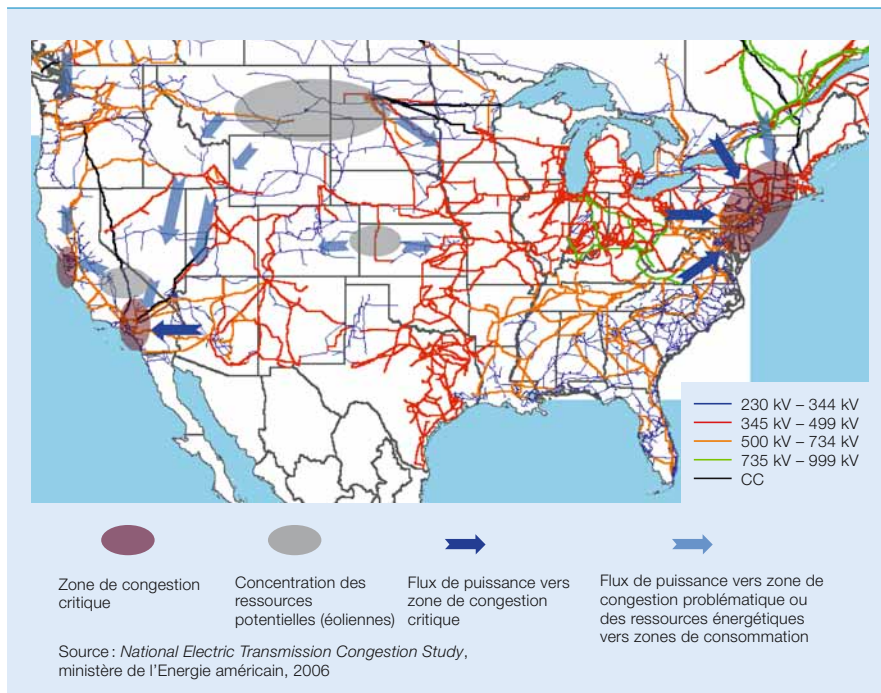 230 kV – 344 kV
345 kV – 499 kV
500 kV – 734 kV
735 kV – 999 kV
CC
Zone de congestion
critique
Concentration des
ressources
potentielles (éoliennes)
Flux de puissance vers
zone de congestion
critique
Flux de puissance vers zone de
congestion problématique ou
des ressources énergétiques
vers zones de consommation
Source : National Electric Transmission Congestion Study,
ministère de l'Energie américain, 2006